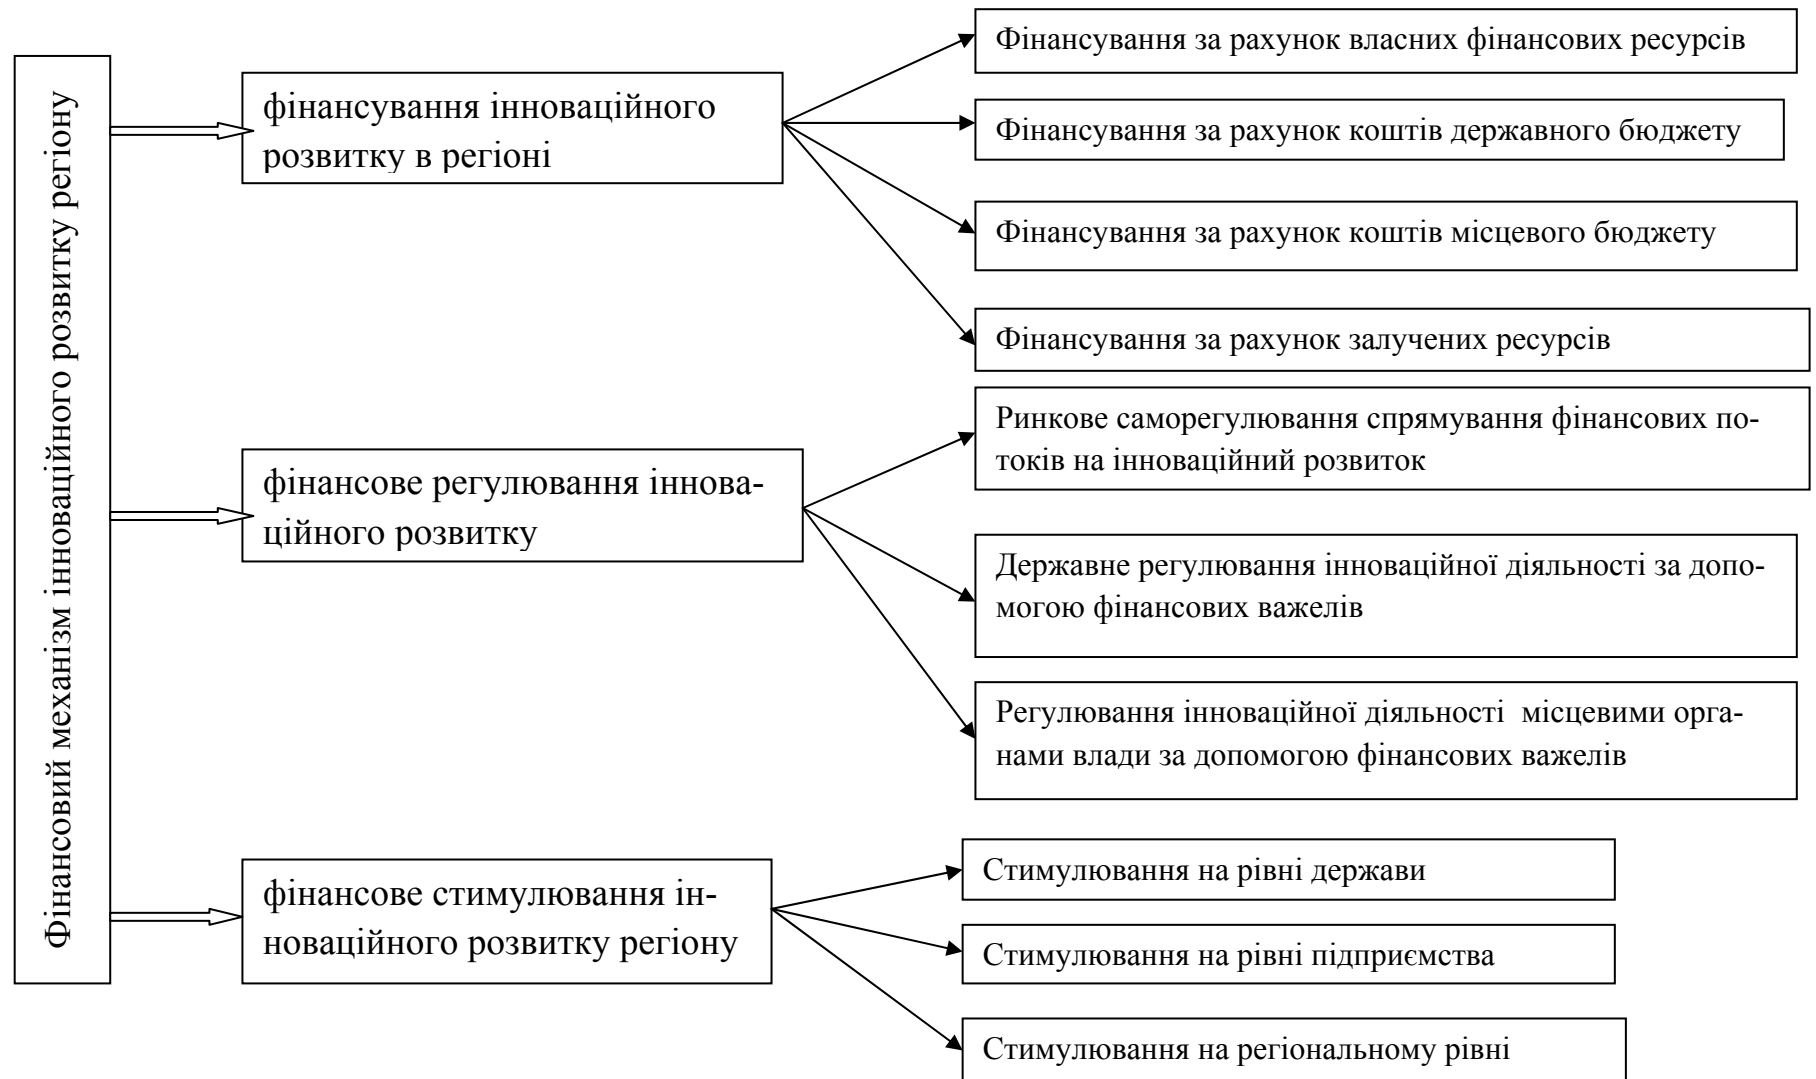 Фінансовий механізм інноваційного розвитку регіону
фінансування інноваційного
розвитку в регіоні
Фінансування за рахунок власних фінансових ресурсів
Фінансування за рахунок коштів державного бюджету
Фінансування за рахунок коштів місцевого бюджету
Фінансування за рахунок залучених ресурсів
фінансове регулювання іннова-
ційного розвитку
Ринкове саморегулювання спрямування фінансових по-
токів на інноваційний розвиток
Державне регулювання інноваційної діяльності за допо-
могою фінансових важелів
Регулювання інноваційної діяльності  місцевими орга-
нами влади за допомогою фінансових важелів
фінансове стимулювання ін-
новаційного розвитку регіону
Стимулювання на рівні держави
Стимулювання на рівні підприємства
Стимулювання на регіональному рівні